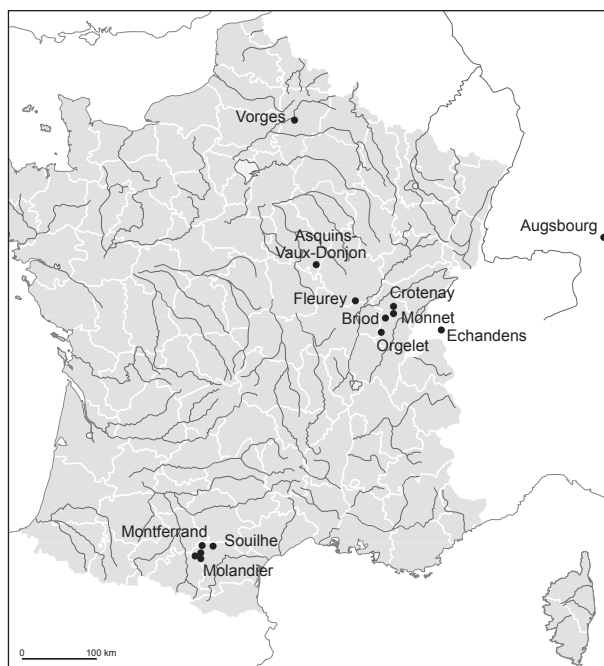 Vorges
Augsbourg
Asquins-
Vaux-Donjon
Fleurey
Crotenay
Briod
Monnet
Echandens
Orgelet
Montferrand
Souilhe
Molandier
0
100 km